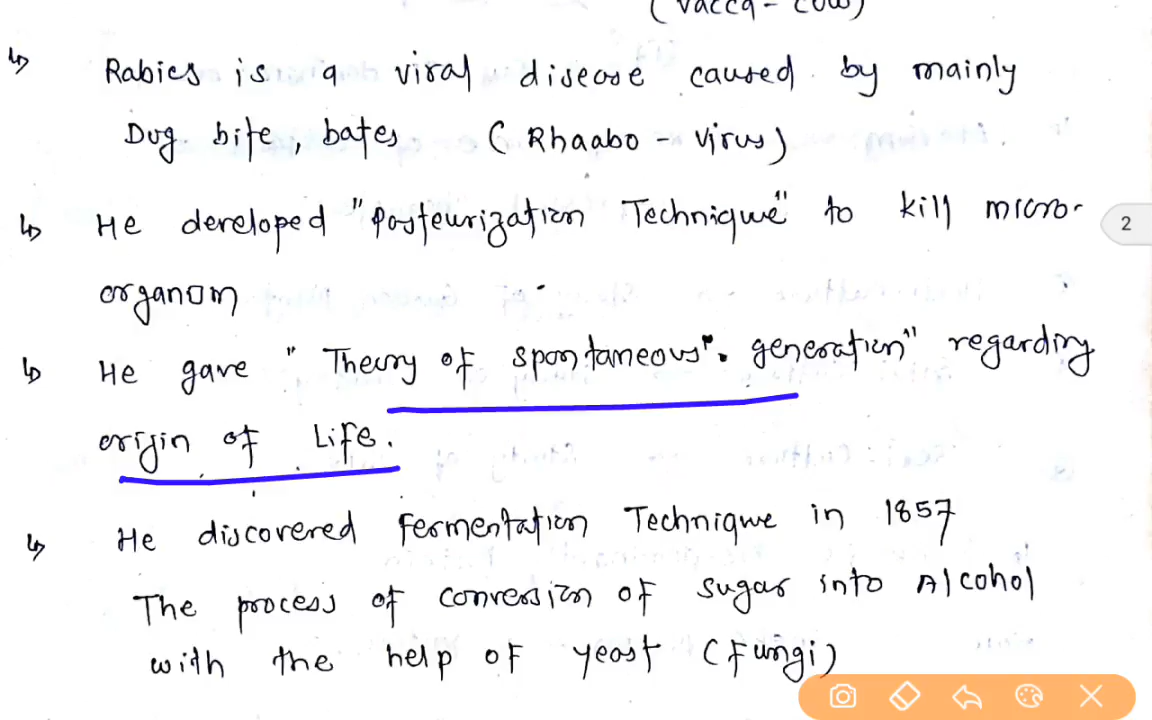 (Vacca - cow)
↳ Rabies is a viral disease caused by mainly
Dog bite, bates (Rhaabo - Virus)
↳ He developed "Pasteurization Technique" to kill micro-
organism
↳ He gave "Theory of spontaneous". generation" regarding
origin of Life.
↳ He discovered Fermentation Technique in 1857
The process of conversion of sugar into Alcohol
with the help of yeast (Fungi)
2